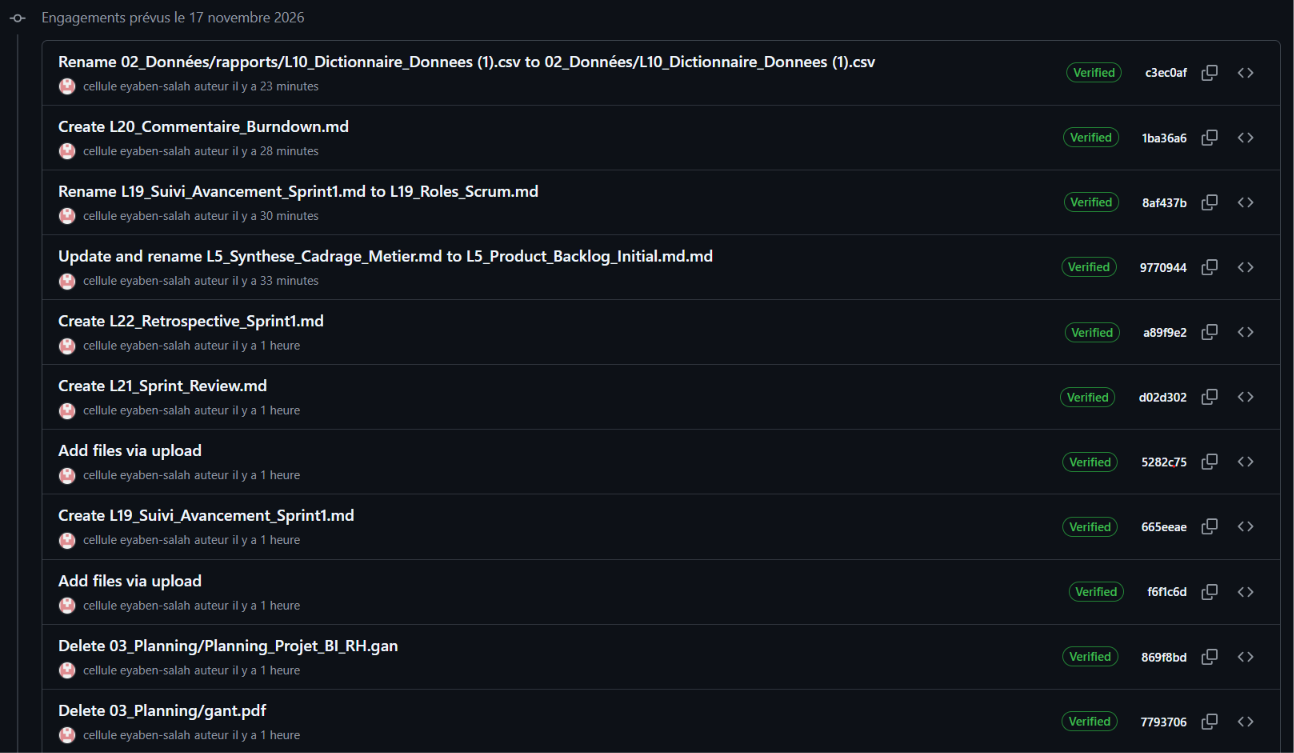 Engagements prévus le 17 novembre 2026
Rename 02_Données/rapports/L10_Dictionnaire_Donnees (1).csv to 02_Données/L10_Dictionnaire_Donnees (1).csv
Verified c3ec0af
cellule eyaben-salah auteur il y a 23 minutes
Create L20_Commentaire_Burndown.md
Verified 1ba36a6
cellule eyaben-salah auteur il y a 28 minutes
Rename L19_Suivi_Avancement_Sprint1.md to L19_Roles_Scrum.md
Verified 8af437b
cellule eyaben-salah auteur il y a 30 minutes
Update and rename L5_Synthese_Cadrage_Metier.md to L5_Product_Backlog_Initial.md.md
Verified 9770944
cellule eyaben-salah auteur il y a 33 minutes
Create L22_Retrospective_Sprint1.md
Verified a89f9e2
cellule eyaben-salah auteur il y a 1 heure
Create L21_Sprint_Review.md
Verified d02d302
cellule eyaben-salah auteur il y a 1 heure
Add files via upload
Verified 5282c75
cellule eyaben-salah auteur il y a 1 heure
Create L19_Suivi_Avancement_Sprint1.md
Verified 665eeae
cellule eyaben-salah auteur il y a 1 heure
Add files via upload
Verified f6f1c6d
cellule eyaben-salah auteur il y a 1 heure
Delete 03_Planning/Planning_Projet_BI_RH.gan
Verified 869f8bd
cellule eyaben-salah auteur il y a 1 heure
Delete 03_Planning/gant.pdf
Verified 7793706
cellule eyaben-salah auteur il y a 1 heure